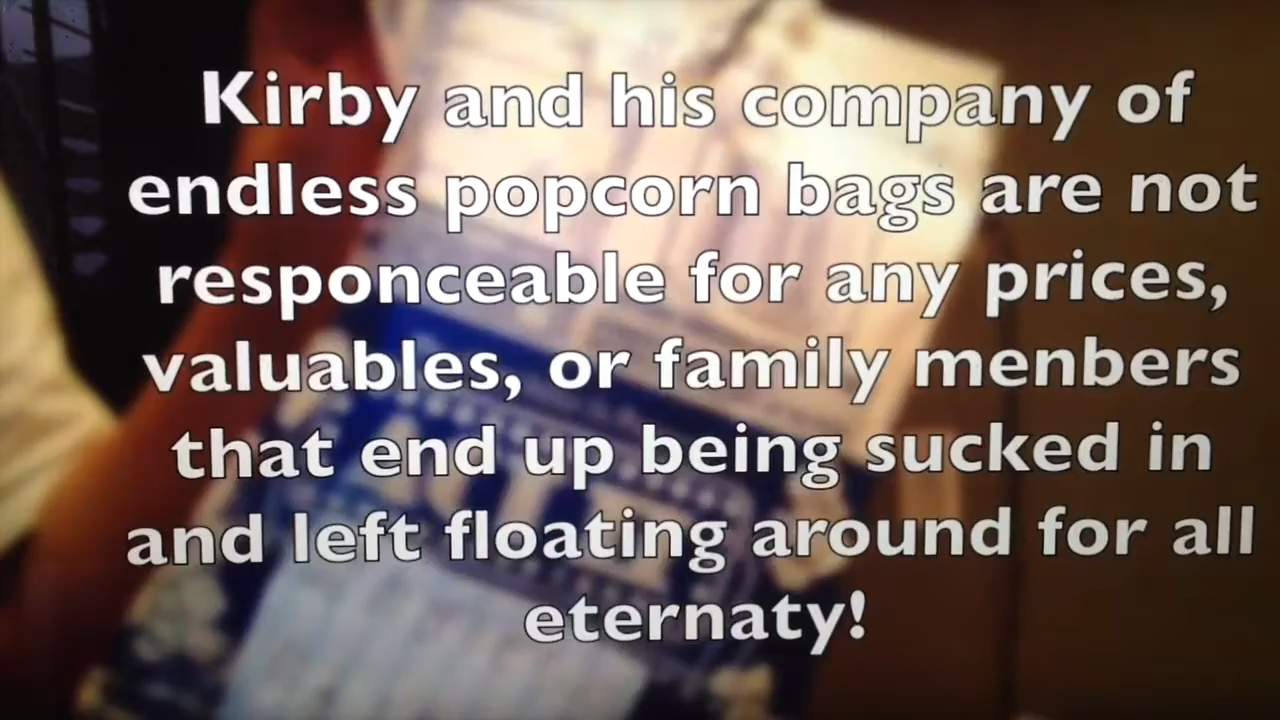 Kirby and his company of
endless popcorn bags are not
responceable for any prices,
valuables, or family menbers
that end up being sucked in
and left floating around for all
eternaty!